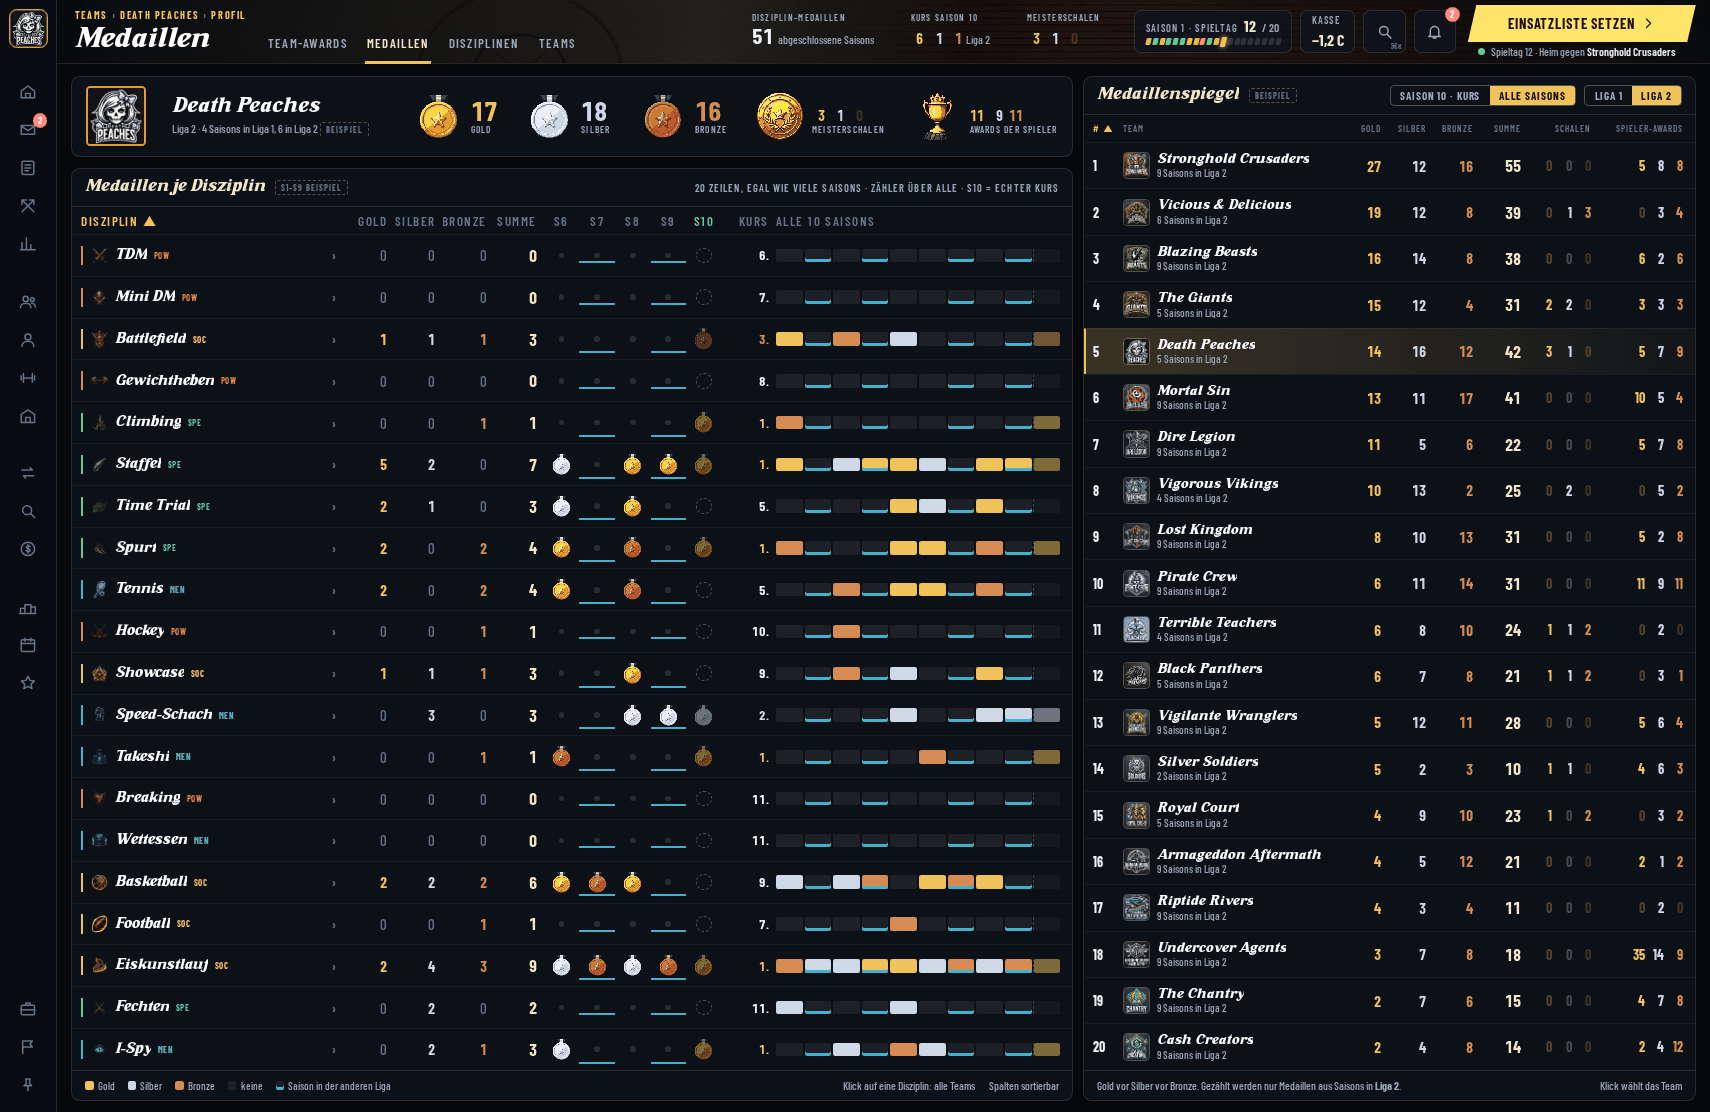 TEAMS › DEATH PEACHES › PROFIL
Medaillen
TEAM-AWARDS MEDAILLEN DISZIPLINEN TEAMS
DISZIPLIN-MEDAILLEN
51 abgeschlossene Saisons
KURS SAISON 10
6 1 1 Liga 2
MEISTERSCHALEN
3 1 0
SAISON 1 · SPIELTAG 12 / 20
KASSE
−1,2 C
⌘K
2
EINSATZLISTE SETZEN ›
Spieltag 12 · Heim gegen Stronghold Crusaders
2
Death Peaches
Liga 2 · 4 Saisons in Liga 1, 6 in Liga 2 BEISPIEL
17 GOLD
18 SILBER
16 BRONZE
3 1 0 MEISTERSCHALEN
11 9 11 AWARDS DER SPIELER
Medaillen je Disziplin S1-S9 BEISPIEL
20 ZEILEN, EGAL WIE VIELE SAISONS · ZÄHLER ÜBER ALLE · S10 = ECHTER KURS
DISZIPLIN ▲ GOLD SILBER BRONZE SUMME S6 S7 S8 S9 S10 KURS ALLE 10 SAISONS
TDM POW › 0 0 0 0 6.
Mini DM POW › 0 0 0 0 7.
Battlefield SOC › 1 1 1 3 3.
Gewichtheben POW › 0 0 0 0 8.
Climbing SPE › 0 0 1 1 1.
Staffel SPE › 5 2 0 7 1.
Time Trial SPE › 2 1 0 3 5.
Spurt SPE › 2 0 2 4 1.
Tennis MEN › 2 0 2 4 5.
Hockey POW › 0 0 1 1 10.
Showcase SOC › 1 1 1 3 9.
Speed-Schach MEN › 0 3 0 3 2.
Takeshi MEN › 0 0 1 1 1.
Breaking POW › 0 0 0 0 11.
Wettessen MEN › 0 0 0 0 11.
Basketball SOC › 2 2 2 6 9.
Football SOC › 0 0 1 1 7.
Eiskunstlauf SOC › 2 4 3 9 1.
Fechten SPE › 0 2 0 2 11.
I-Spy MEN › 0 2 1 3 1.
Gold Silber Bronze keine Saison in der anderen Liga
Klick auf eine Disziplin: alle Teams Spalten sortierbar
Medaillenspiegel BEISPIEL
SAISON 10 · KURS ALLE SAISONS LIGA 1 LIGA 2
# ▲ TEAM GOLD SILBER BRONZE SUMME SCHALEN SPIELER-AWARDS
1 Stronghold Crusaders 27 12 16 55 0 0 0 5 8 8
9 Saisons in Liga 2
2 Vicious & Delicious 19 12 8 39 0 1 3 0 3 4
6 Saisons in Liga 2
3 Blazing Beasts 16 14 8 38 0 0 0 6 2 6
9 Saisons in Liga 2
4 The Giants 15 12 4 31 2 2 0 3 3 3
5 Saisons in Liga 2
5 Death Peaches 14 16 12 42 3 1 0 5 7 9
5 Saisons in Liga 2
6 Mortal Sin 13 11 17 41 0 0 0 10 5 4
9 Saisons in Liga 2
7 Dire Legion 11 5 6 22 0 0 0 5 7 8
9 Saisons in Liga 2
8 Vigorous Vikings 10 13 2 25 0 2 0 0 5 2
4 Saisons in Liga 2
9 Lost Kingdom 8 10 13 31 0 0 0 5 2 8
9 Saisons in Liga 2
10 Pirate Crew 6 11 14 31 0 0 0 11 9 11
9 Saisons in Liga 2
11 Terrible Teachers 6 8 10 24 1 1 2 0 2 0
4 Saisons in Liga 2
12 Black Panthers 6 7 8 21 1 1 2 0 3 1
5 Saisons in Liga 2
13 Vigilante Wranglers 5 12 11 28 0 0 0 5 6 4
9 Saisons in Liga 2
14 Silver Soldiers 5 2 3 10 1 1 0 4 6 3
2 Saisons in Liga 2
15 Royal Court 4 9 10 23 1 0 2 0 3 2
5 Saisons in Liga 2
16 Armageddon Aftermath 4 5 12 21 0 0 0 2 1 2
9 Saisons in Liga 2
17 Riptide Rivers 4 3 4 11 0 0 0 0 2 0
9 Saisons in Liga 2
18 Undercover Agents 3 7 8 18 0 0 0 35 14 9
9 Saisons in Liga 2
19 The Chantry 2 7 6 15 0 0 0 4 7 8
9 Saisons in Liga 2
20 Cash Creators 2 4 8 14 0 0 0 2 4 12
9 Saisons in Liga 2
Gold vor Silber vor Bronze. Gezählt werden nur Medaillen aus Saisons in Liga 2.
Klick wählt das Team